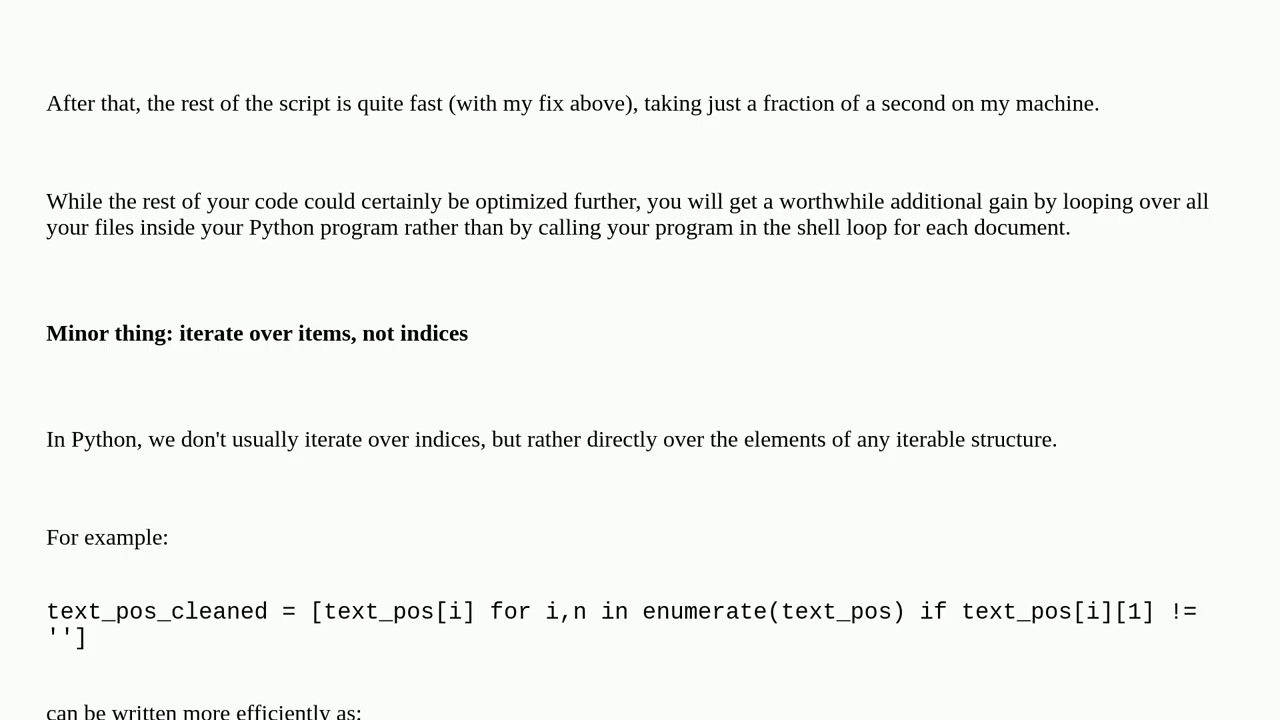 After that, the rest of the script is quite fast (with my fix above), taking just a fraction of a second on my machine.
While the rest of your code could certainly be optimized further, you will get a worthwhile additional gain by looping over all
your files inside your Python program rather than by calling your program in the shell loop for each document.
Minor thing: iterate over items, not indices
In Python, we don't usually iterate over indices, but rather directly over the elements of any iterable structure.
For example:
text_pos_cleaned = [text_pos[i] for i,n in enumerate(text_pos) if text_pos[i][1] !=
'']
can be written more efficiently as: